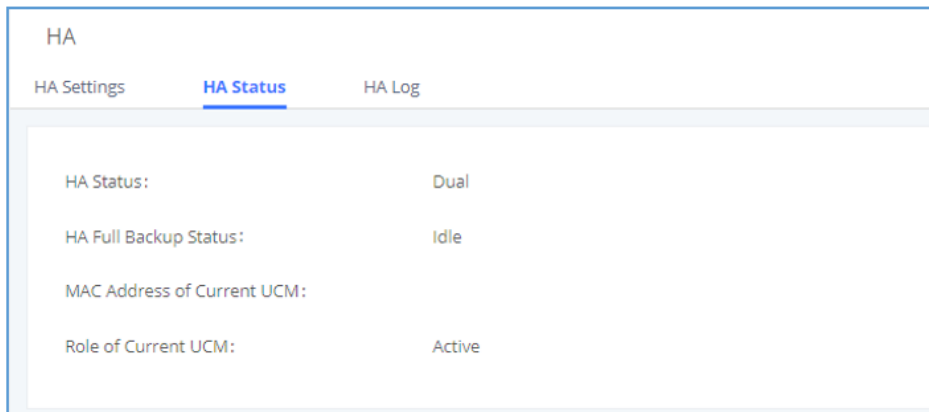 HA
HA Settings HA Status HA Log
HA Status: Dual
HA Full Backup Status: Idle
MAC Address of Current UCM:
Role of Current UCM: Active